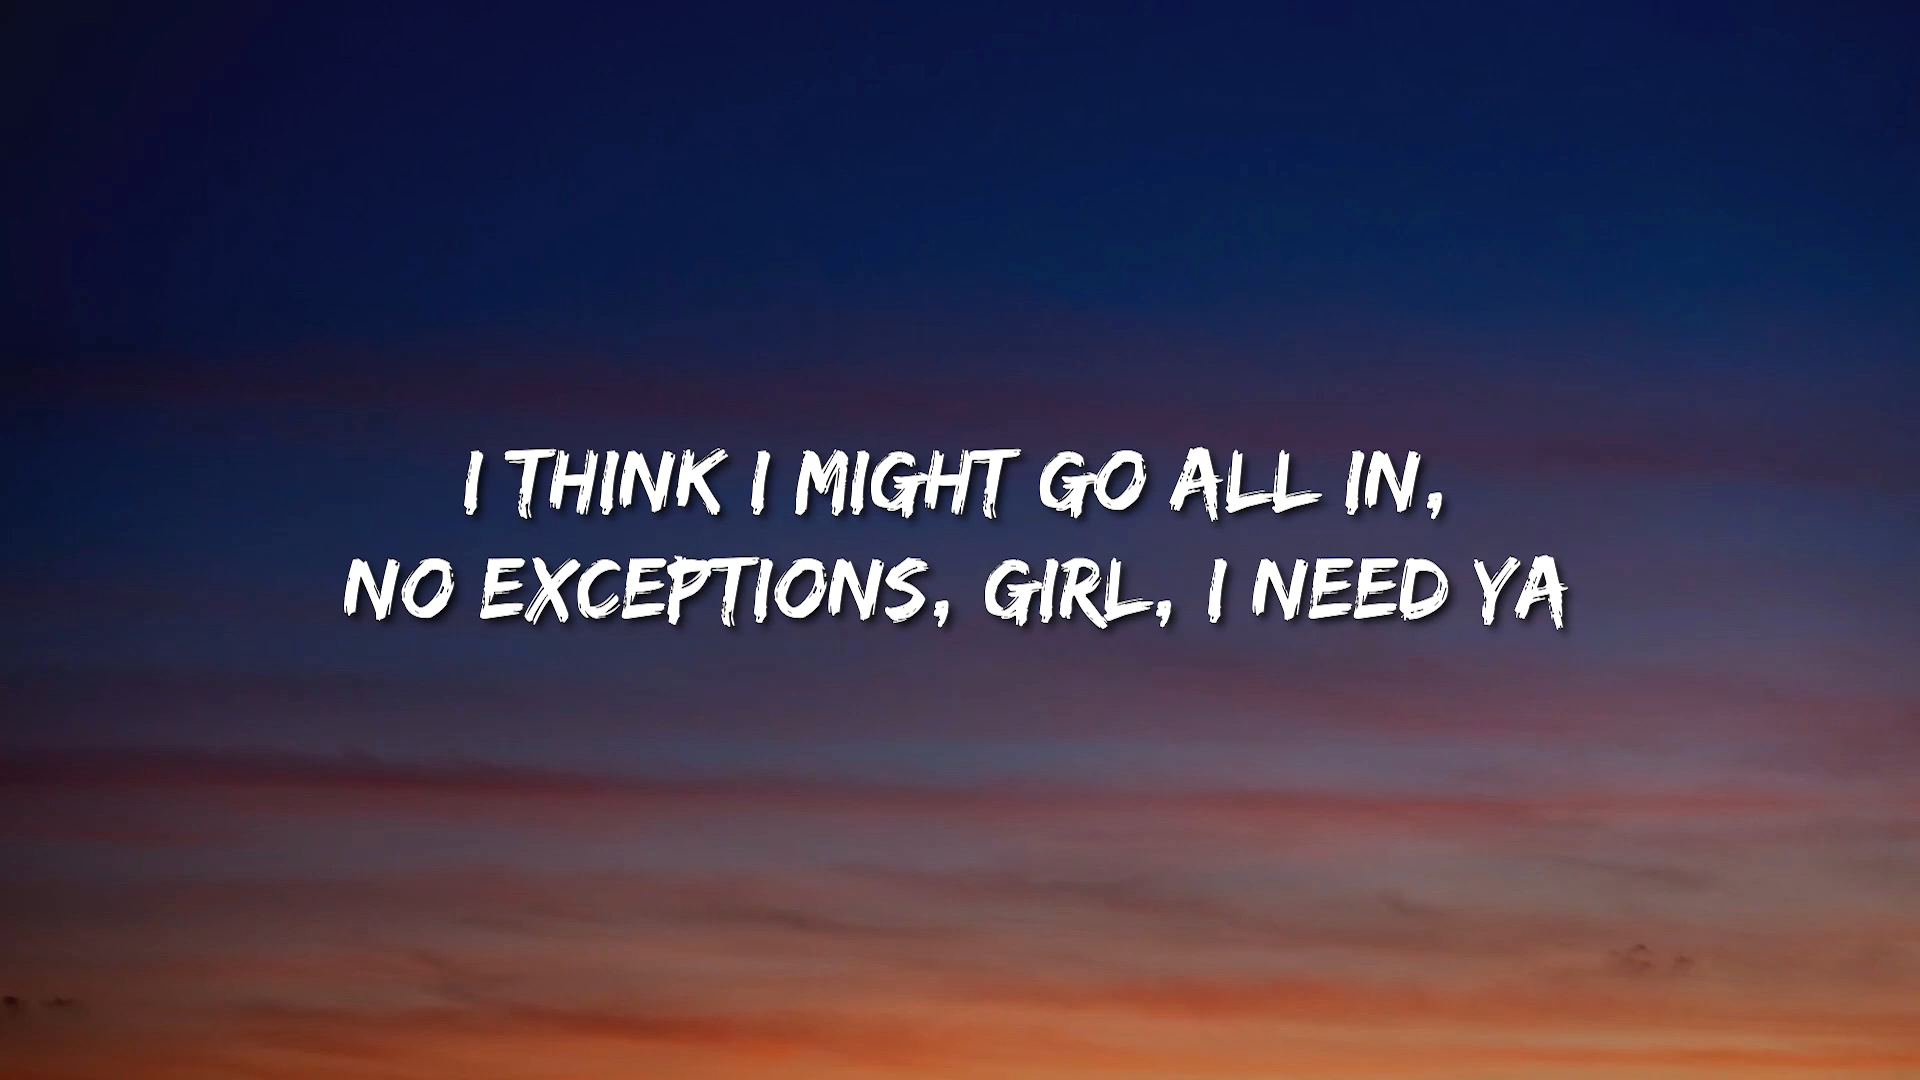 I THINK I MIGHT GO ALL IN,
NO EXCEPTIONS, GIRL, I NEED YA